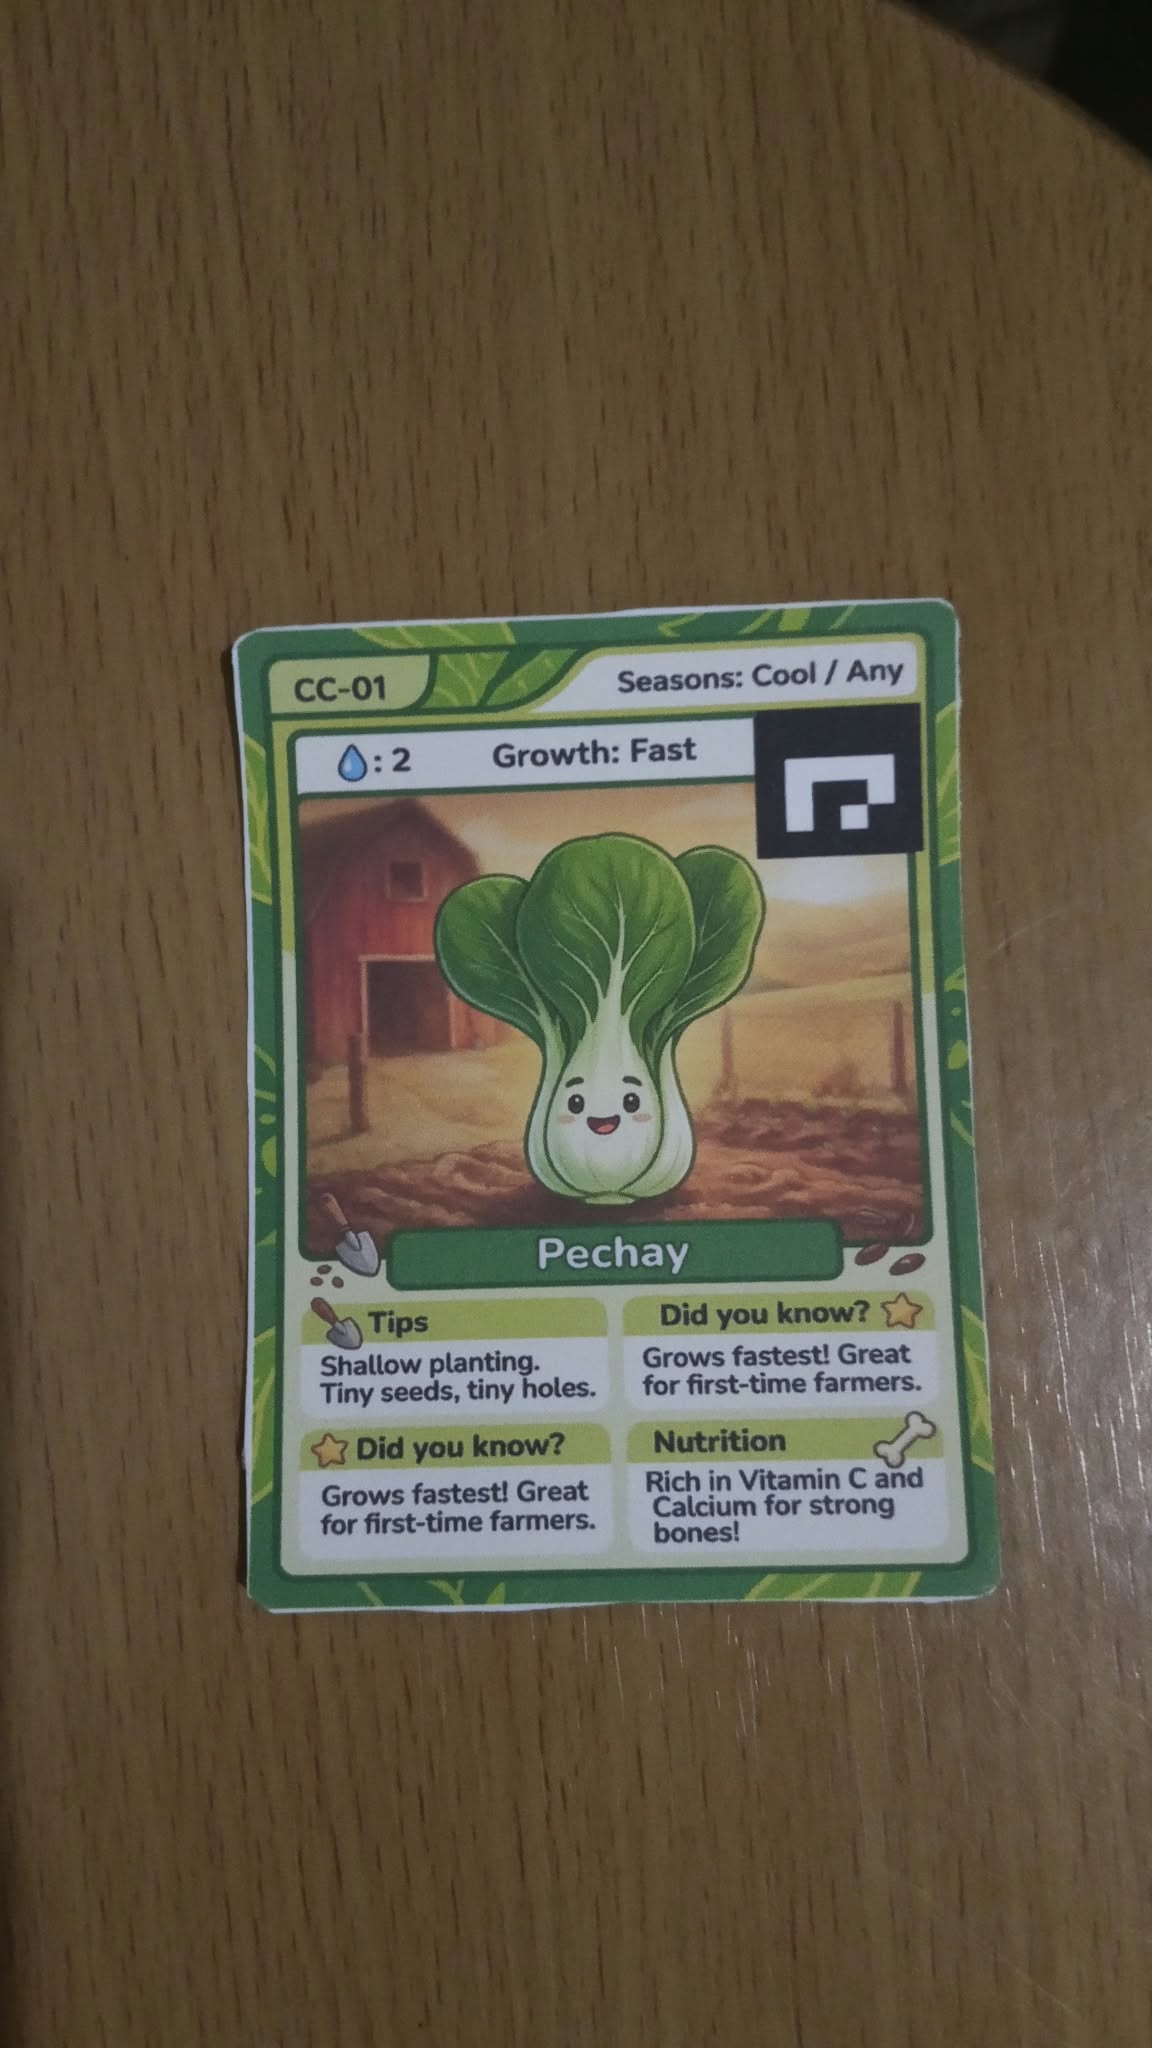 CC-01
Seasons: Cool / Any
: 2
Growth: Fast
Pechay
Tips
Shallow planting.
Tiny seeds, tiny holes.
Did you know?
Grows fastest! Great
for first-time farmers.
Did you know?
Grows fastest! Great
for first-time farmers.
Nutrition
Rich in Vitamin C and
Calcium for strong
bones!